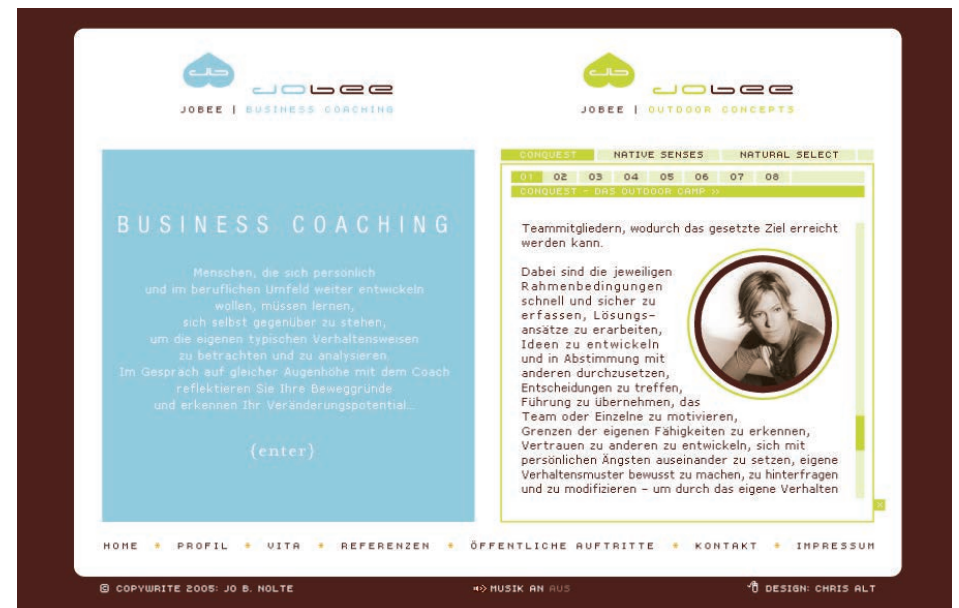 JOBEE
JOBEE | BUSINESS COACHING
JOBEE
JOBEE | OUTDOOR CONCEPTS
BUSINESS COACHING
Menschen, die sich persönlich
und im beruflichen Umfeld weiter entwickeln
wollen, müssen lernen,
sich selbst gegenüber zu stehen,
um die eigenen typischen Verhaltensweisen
zu betrachten und zu analysieren.
Im Gespräch auf gleicher Augenhöhe mit dem Coach
reflektieren Sie Ihre Beweggründe
und erkennen Ihr Veränderungspotential...
{enter}
CONQUEST NATIVE SENSES NATURAL SELECT
01 02 03 04 05 06 07 08
CONQUEST - DAS OUTDOOR CAMP >>
Teammitgliedern, wodurch das gesetzte Ziel erreicht
werden kann.
Dabei sind die jeweiligen
Rahmenbedingungen
schnell und sicher zu
erfassen, Lösungs-
ansätze zu erarbeiten,
Ideen zu entwickeln
und in Abstimmung mit
anderen durchzusetzen,
Entscheidungen zu treffen,
Führung zu übernehmen, das
Team oder Einzelne zu motivieren,
Grenzen der eigenen Fähigkeiten zu erkennen,
Vertrauen zu anderen zu entwickeln, sich mit
persönlichen Ängsten auseinander zu setzen, eigene
Verhaltensmuster bewusst zu machen, zu hinterfragen
und zu modifizieren – um durch das eigene Verhalten
HOME * PROFIL * VITA * REFERENZEN * ÖFFENTLICHE AUFTRITTE * KONTAKT * IMPRESSUM
© COPYWRITE 2005: JO B. NOLTE
MUSIK AN AUS
DESIGN: CHRIS ALT